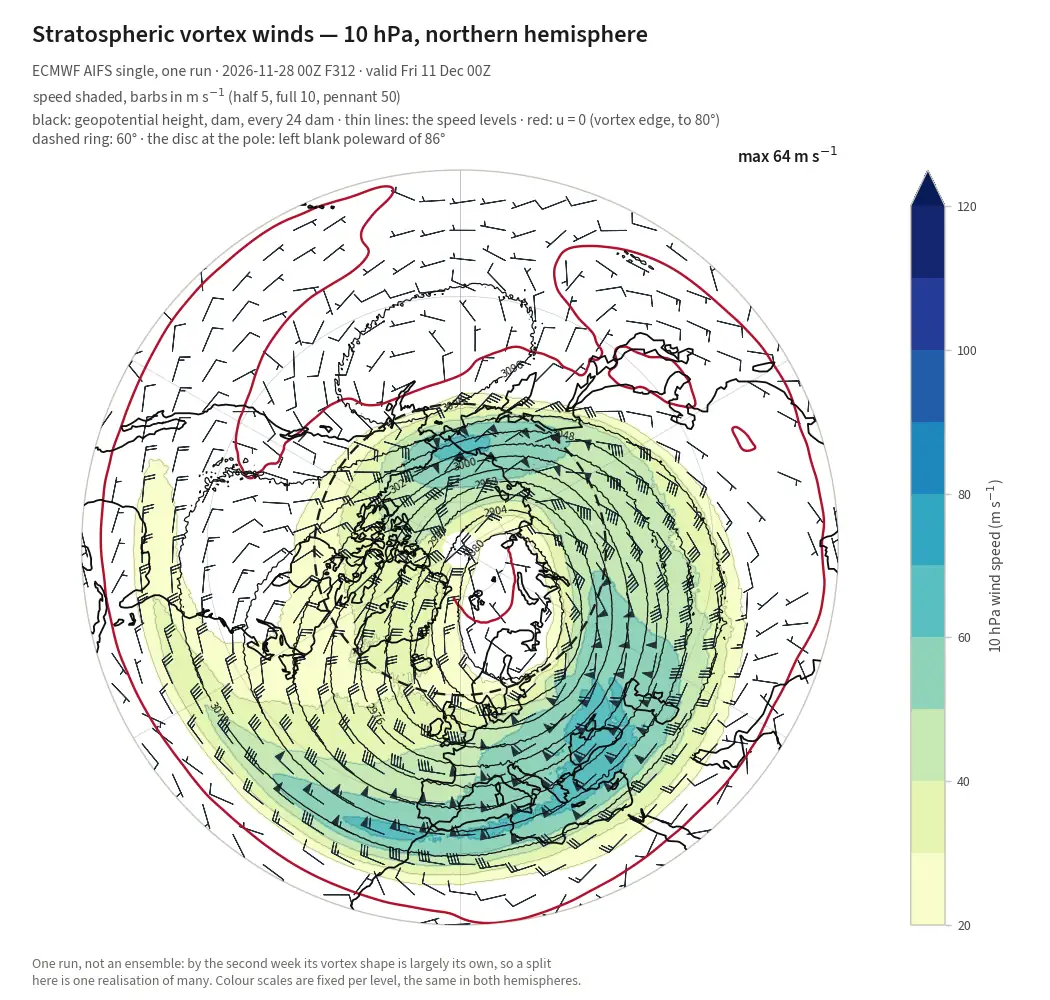 Stratospheric vortex winds — 10 hPa, northern hemisphere
ECMWF AIFS single, one run · 2026-11-28 00Z F312 · valid Fri 11 Dec 00Z
speed shaded, barbs in m s⁻¹ (half 5, full 10, pennant 50)
black: geopotential height, dam, every 24 dam · thin lines: the speed levels · red: u = 0 (vortex edge, to 80°)
dashed ring: 60° · the disc at the pole: left blank poleward of 86°
max 64 m s⁻¹
120
100
80
60
40
20
10 hPa wind speed (m s⁻¹)
3096
3000
2904
2976
One run, not an ensemble: by the second week its vortex shape is largely its own, so a split
here is one realisation of many. Colour scales are fixed per level, the same in both hemispheres.